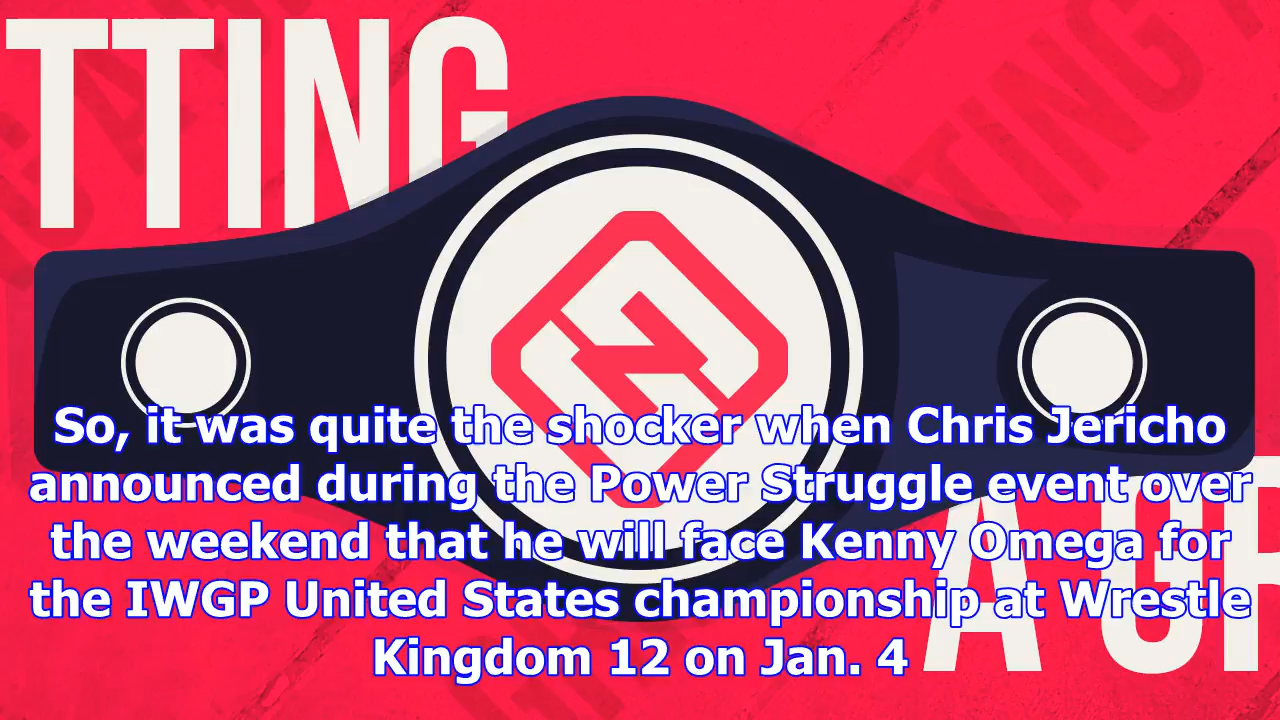 TTING
So, it was quite the shocker when Chris Jericho
announced during the Power Struggle event over
the weekend that he will face Kenny Omega for
the IWGP United States championship at Wrestle
Kingdom 12 on Jan. 4
A GR